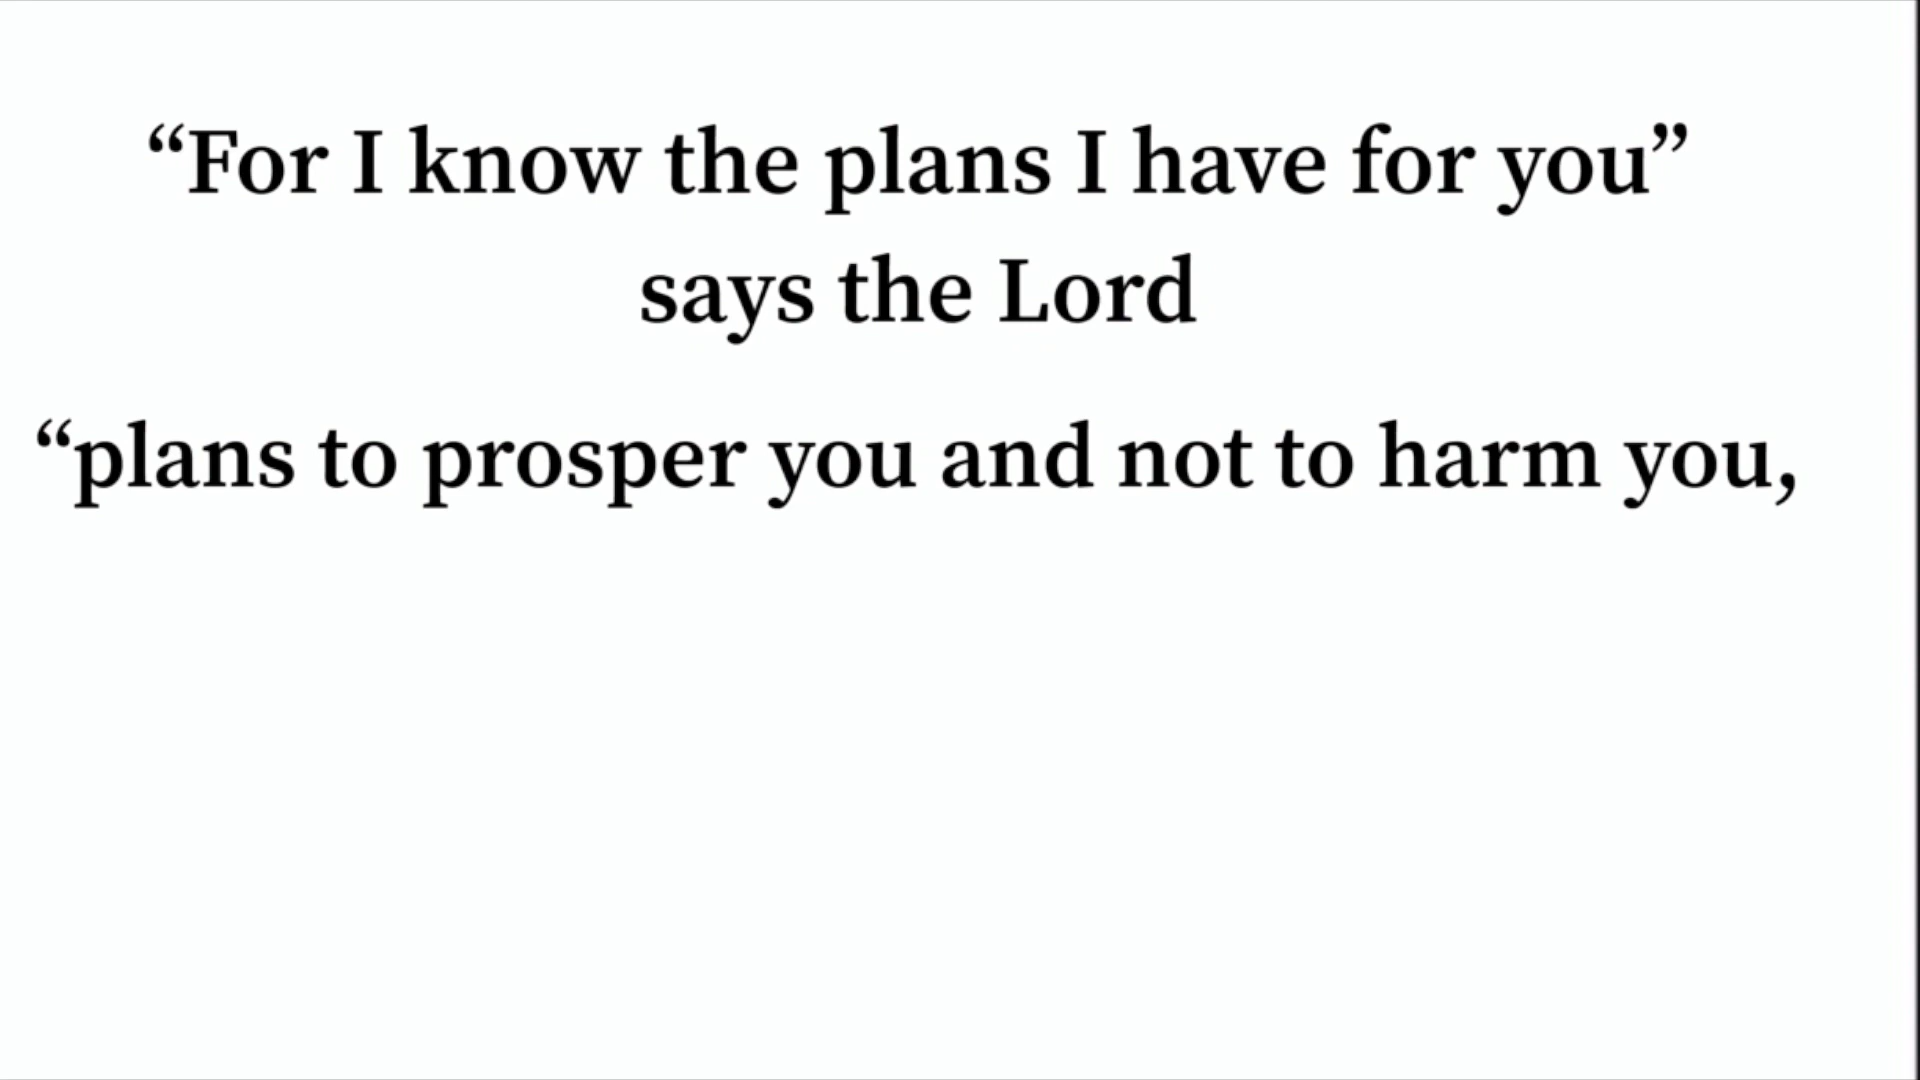 “For I know the plans I have for you”
says the Lord
“plans to prosper you and not to harm you,